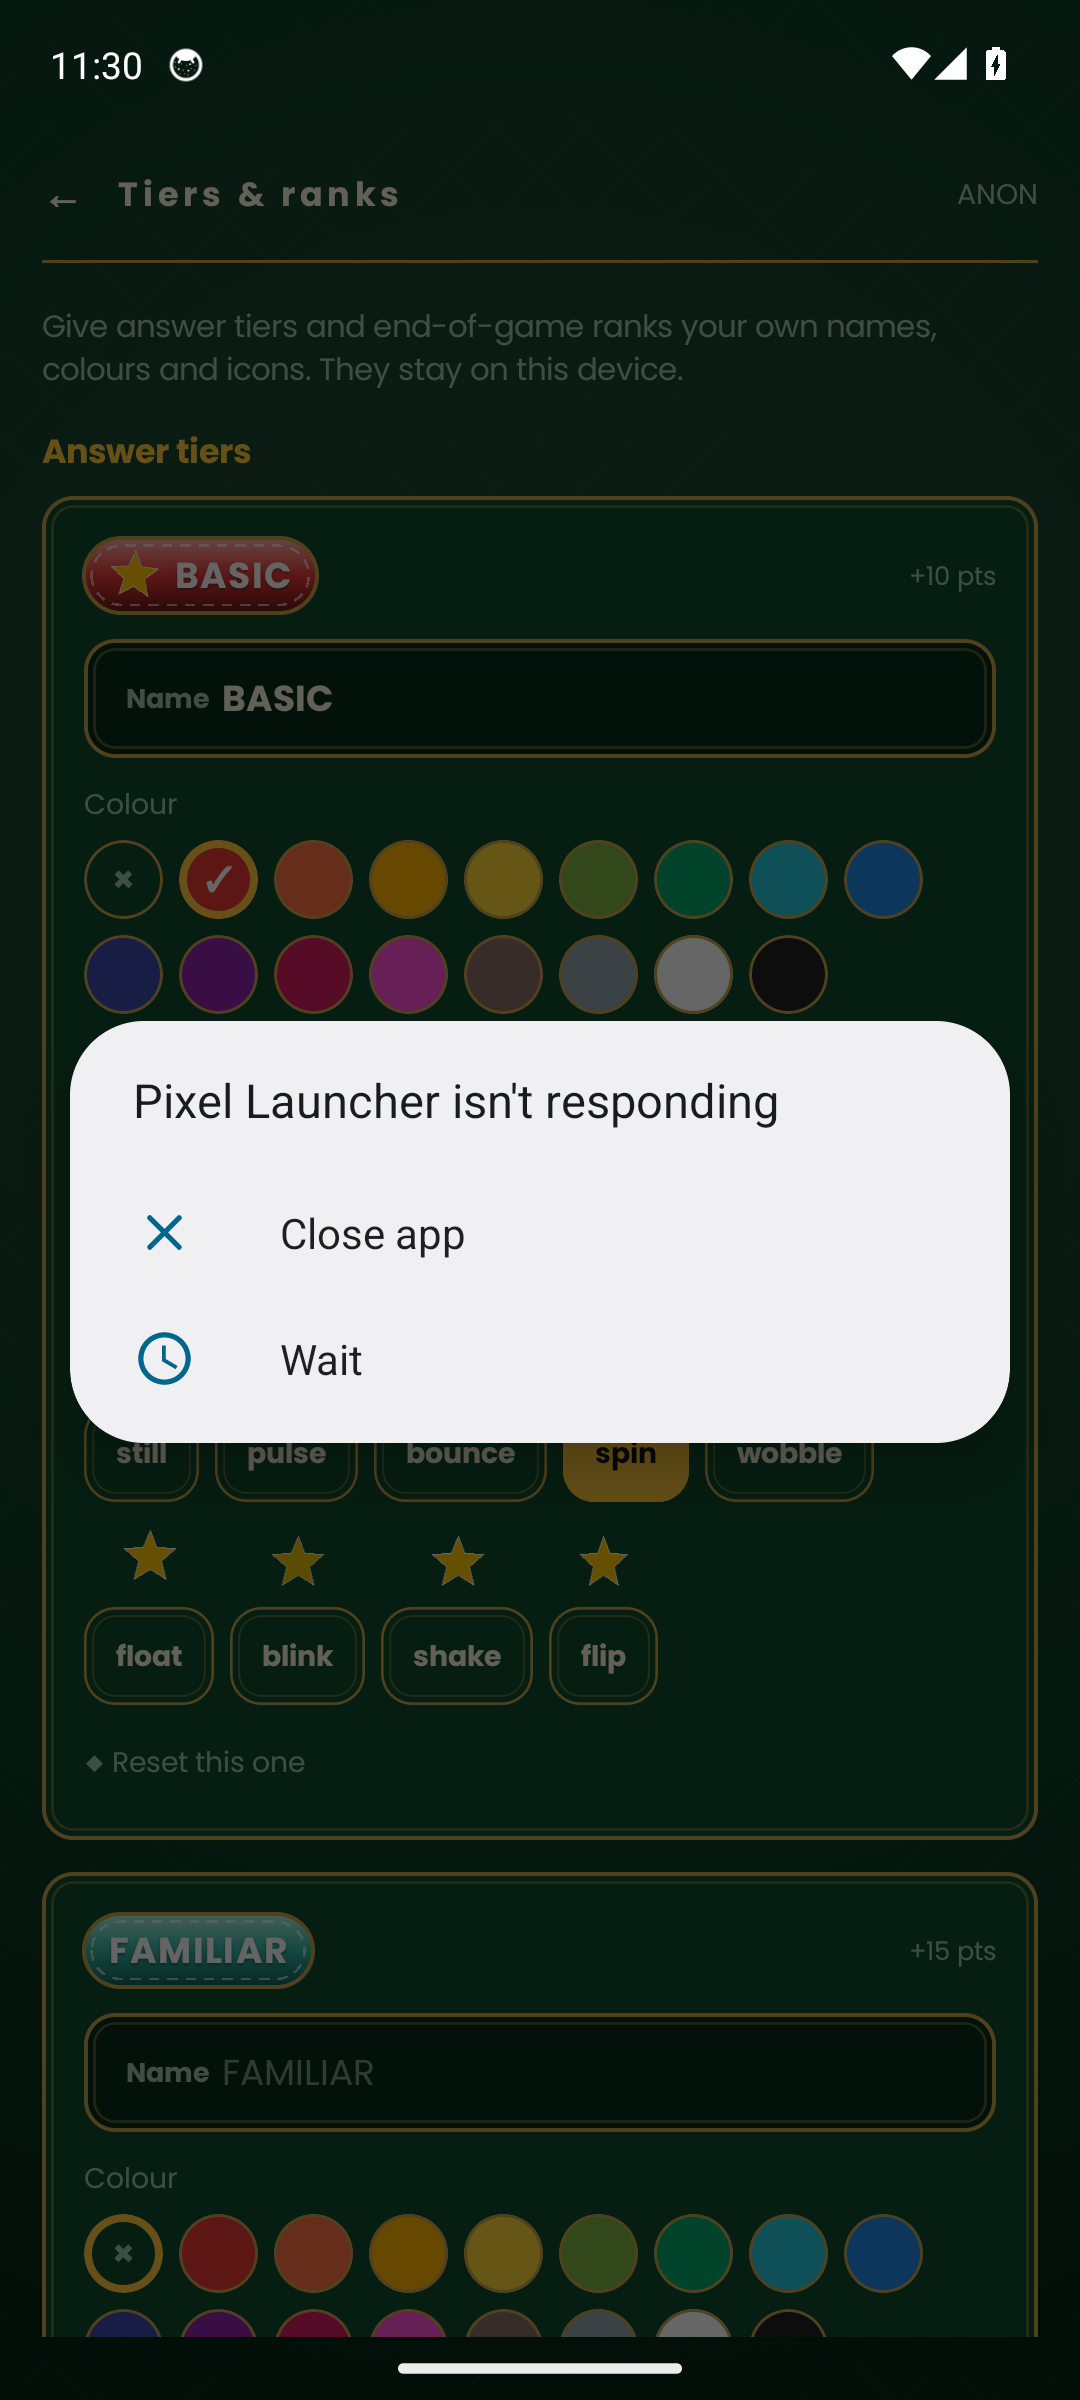 11:30
← Tiers & ranks ANON
Give answer tiers and end-of-game ranks your own names,
colours and icons. They stay on this device.
Answer tiers
BASIC +10 pts
Name BASIC
Colour
Pixel Launcher isn't responding
Close app
Wait
still pulse bounce spin wobble
float blink shake flip
◆ Reset this one
FAMILIAR +15 pts
Name FAMILIAR
Colour